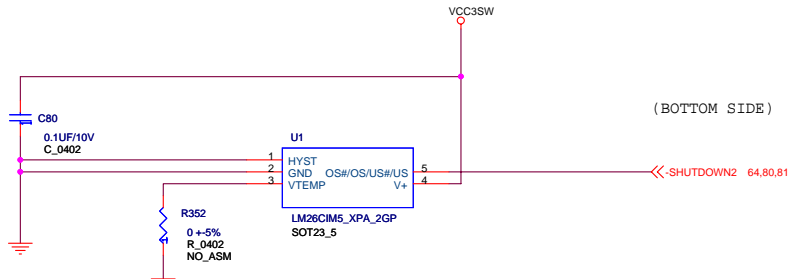 VCC3SW
C80
0.1UF/10V
C_0402
(BOTTOM SIDE)
U1
1 HYST
2 GND OS#/OS/US#/US 5
3 VTEMP V+ 4
-SHUTDOWN2 64,80,81
LM26CIM5_XPA_2GP
SOT23_5
R352
0 +-5%
R_0402
NO_ASM